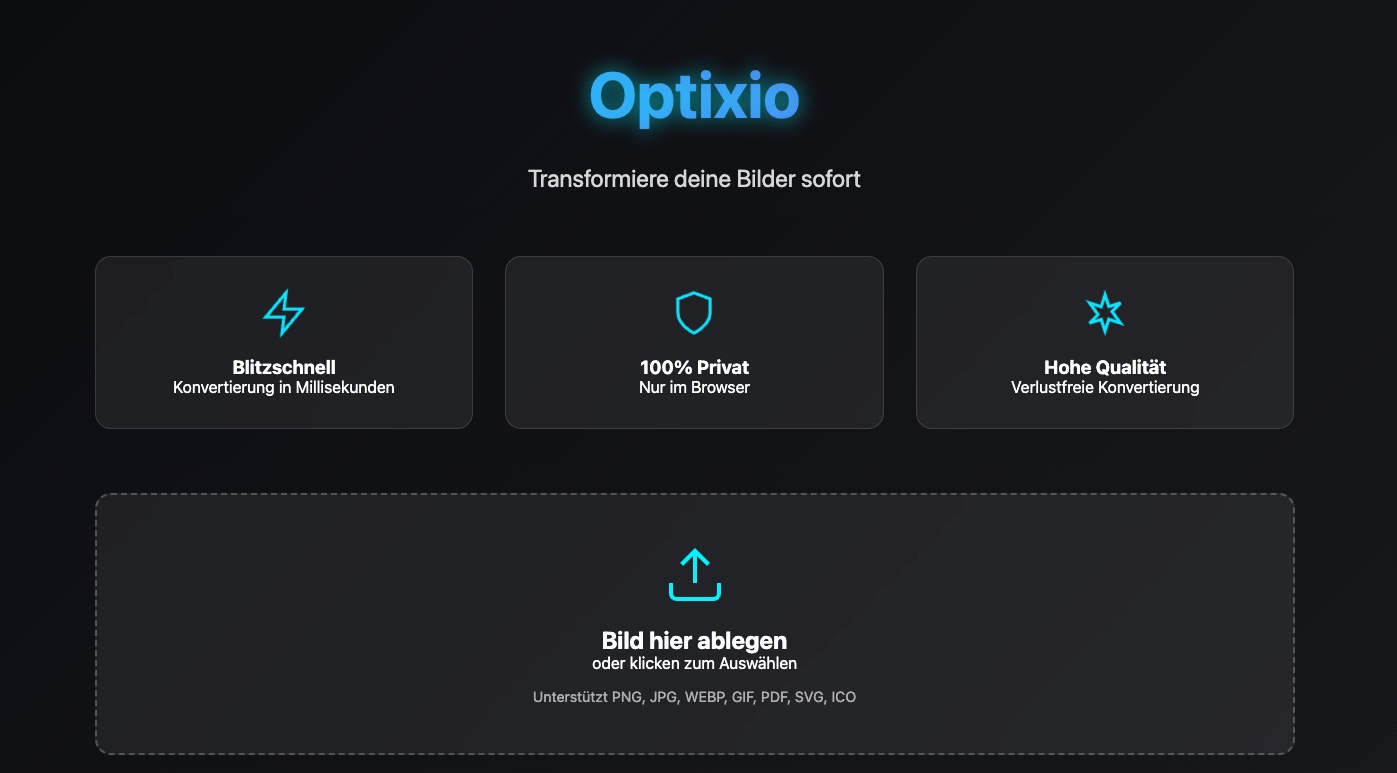 Optixio
Transformiere deine Bilder sofort
Blitzschnell
Konvertierung in Millisekunden
100% Privat
Nur im Browser
Hohe Qualität
Verlustfreie Konvertierung
Bild hier ablegen
oder klicken zum Auswählen
Unterstützt PNG, JPG, WEBP, GIF, PDF, SVG, ICO